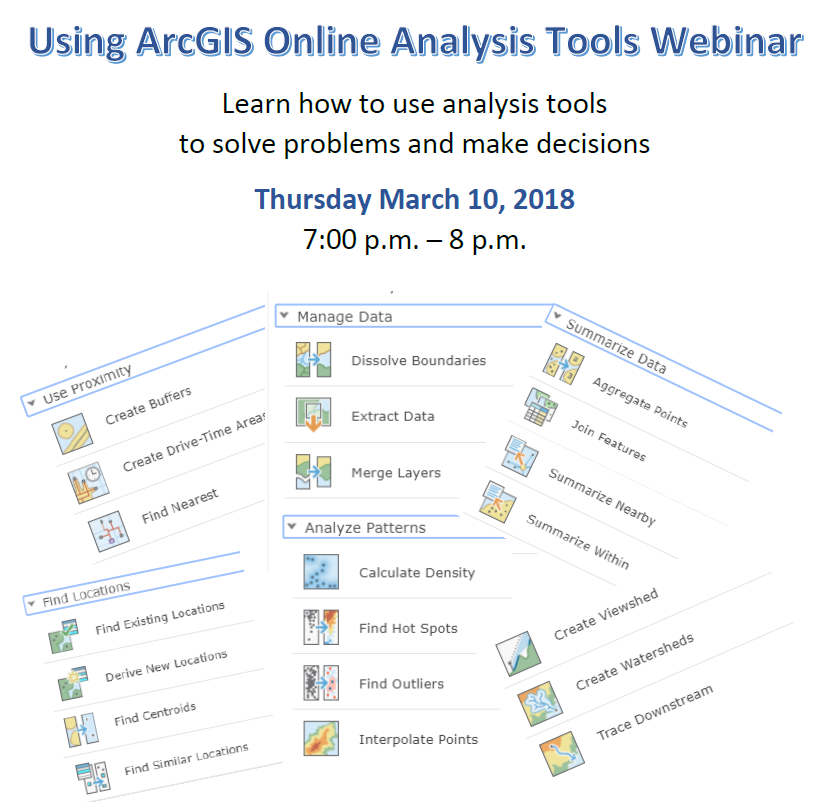 Using ArcGIS Online Analysis Tools Webinar
Learn how to use analysis tools
to solve problems and make decisions
Thursday March 10, 2018
7:00 p.m. – 8 p.m.
Use Proximity
Create Buffers
Create Drive-Time Areas
Find Nearest
Manage Data
Dissolve Boundaries
Extract Data
Merge Layers
Summarize Data
Aggregate Points
Join Features
Summarize Nearby
Summarize Within
Find Locations
Find Existing Locations
Derive New Locations
Find Centroids
Find Similar Locations
Analyze Patterns
Calculate Density
Find Hot Spots
Find Outliers
Interpolate Points
Create Viewshed
Create Watersheds
Trace Downstream